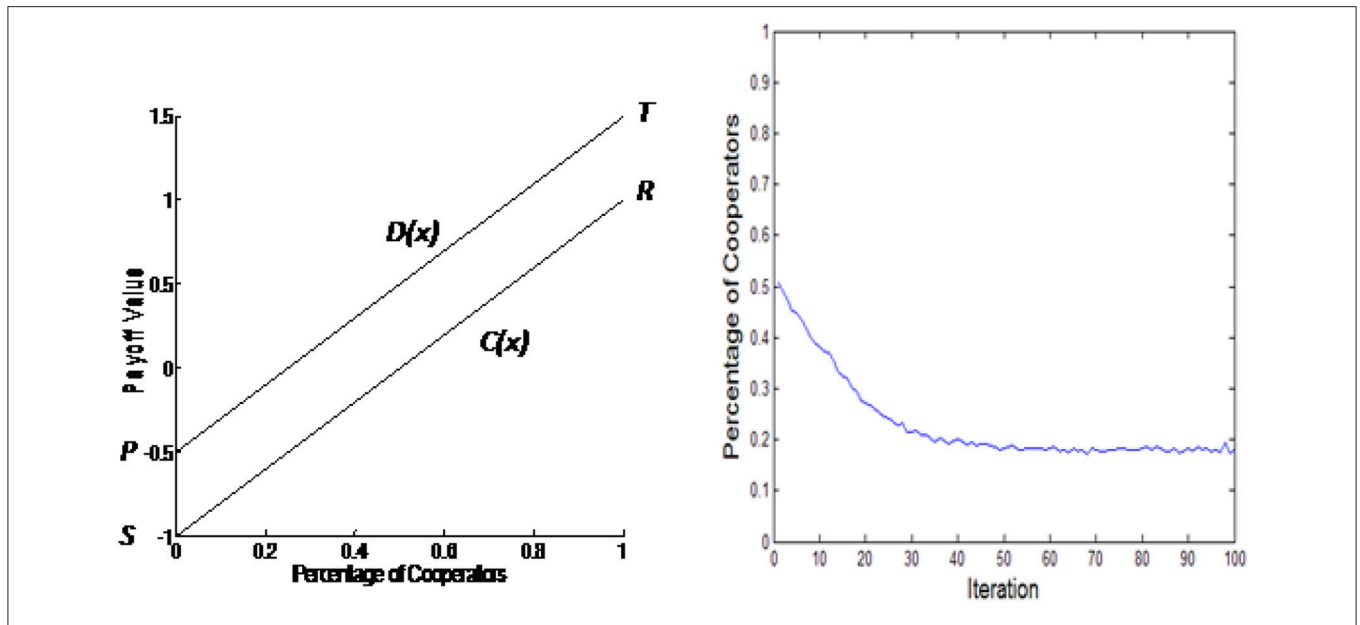 1.5
T
1
R
D(x)
0.5
Payoff Value
C(x)
0
P
-0.5
S
-1
0 0.2 0.4 0.6 0.8 1
Percentage of Cooperators
1
0.9
0.8
0.7
0.6
0.5
0.4
0.3
0.2
0.1
0
Percentage of Cooperators
0 10 20 30 40 50 60 70 80 90 100
Iteration